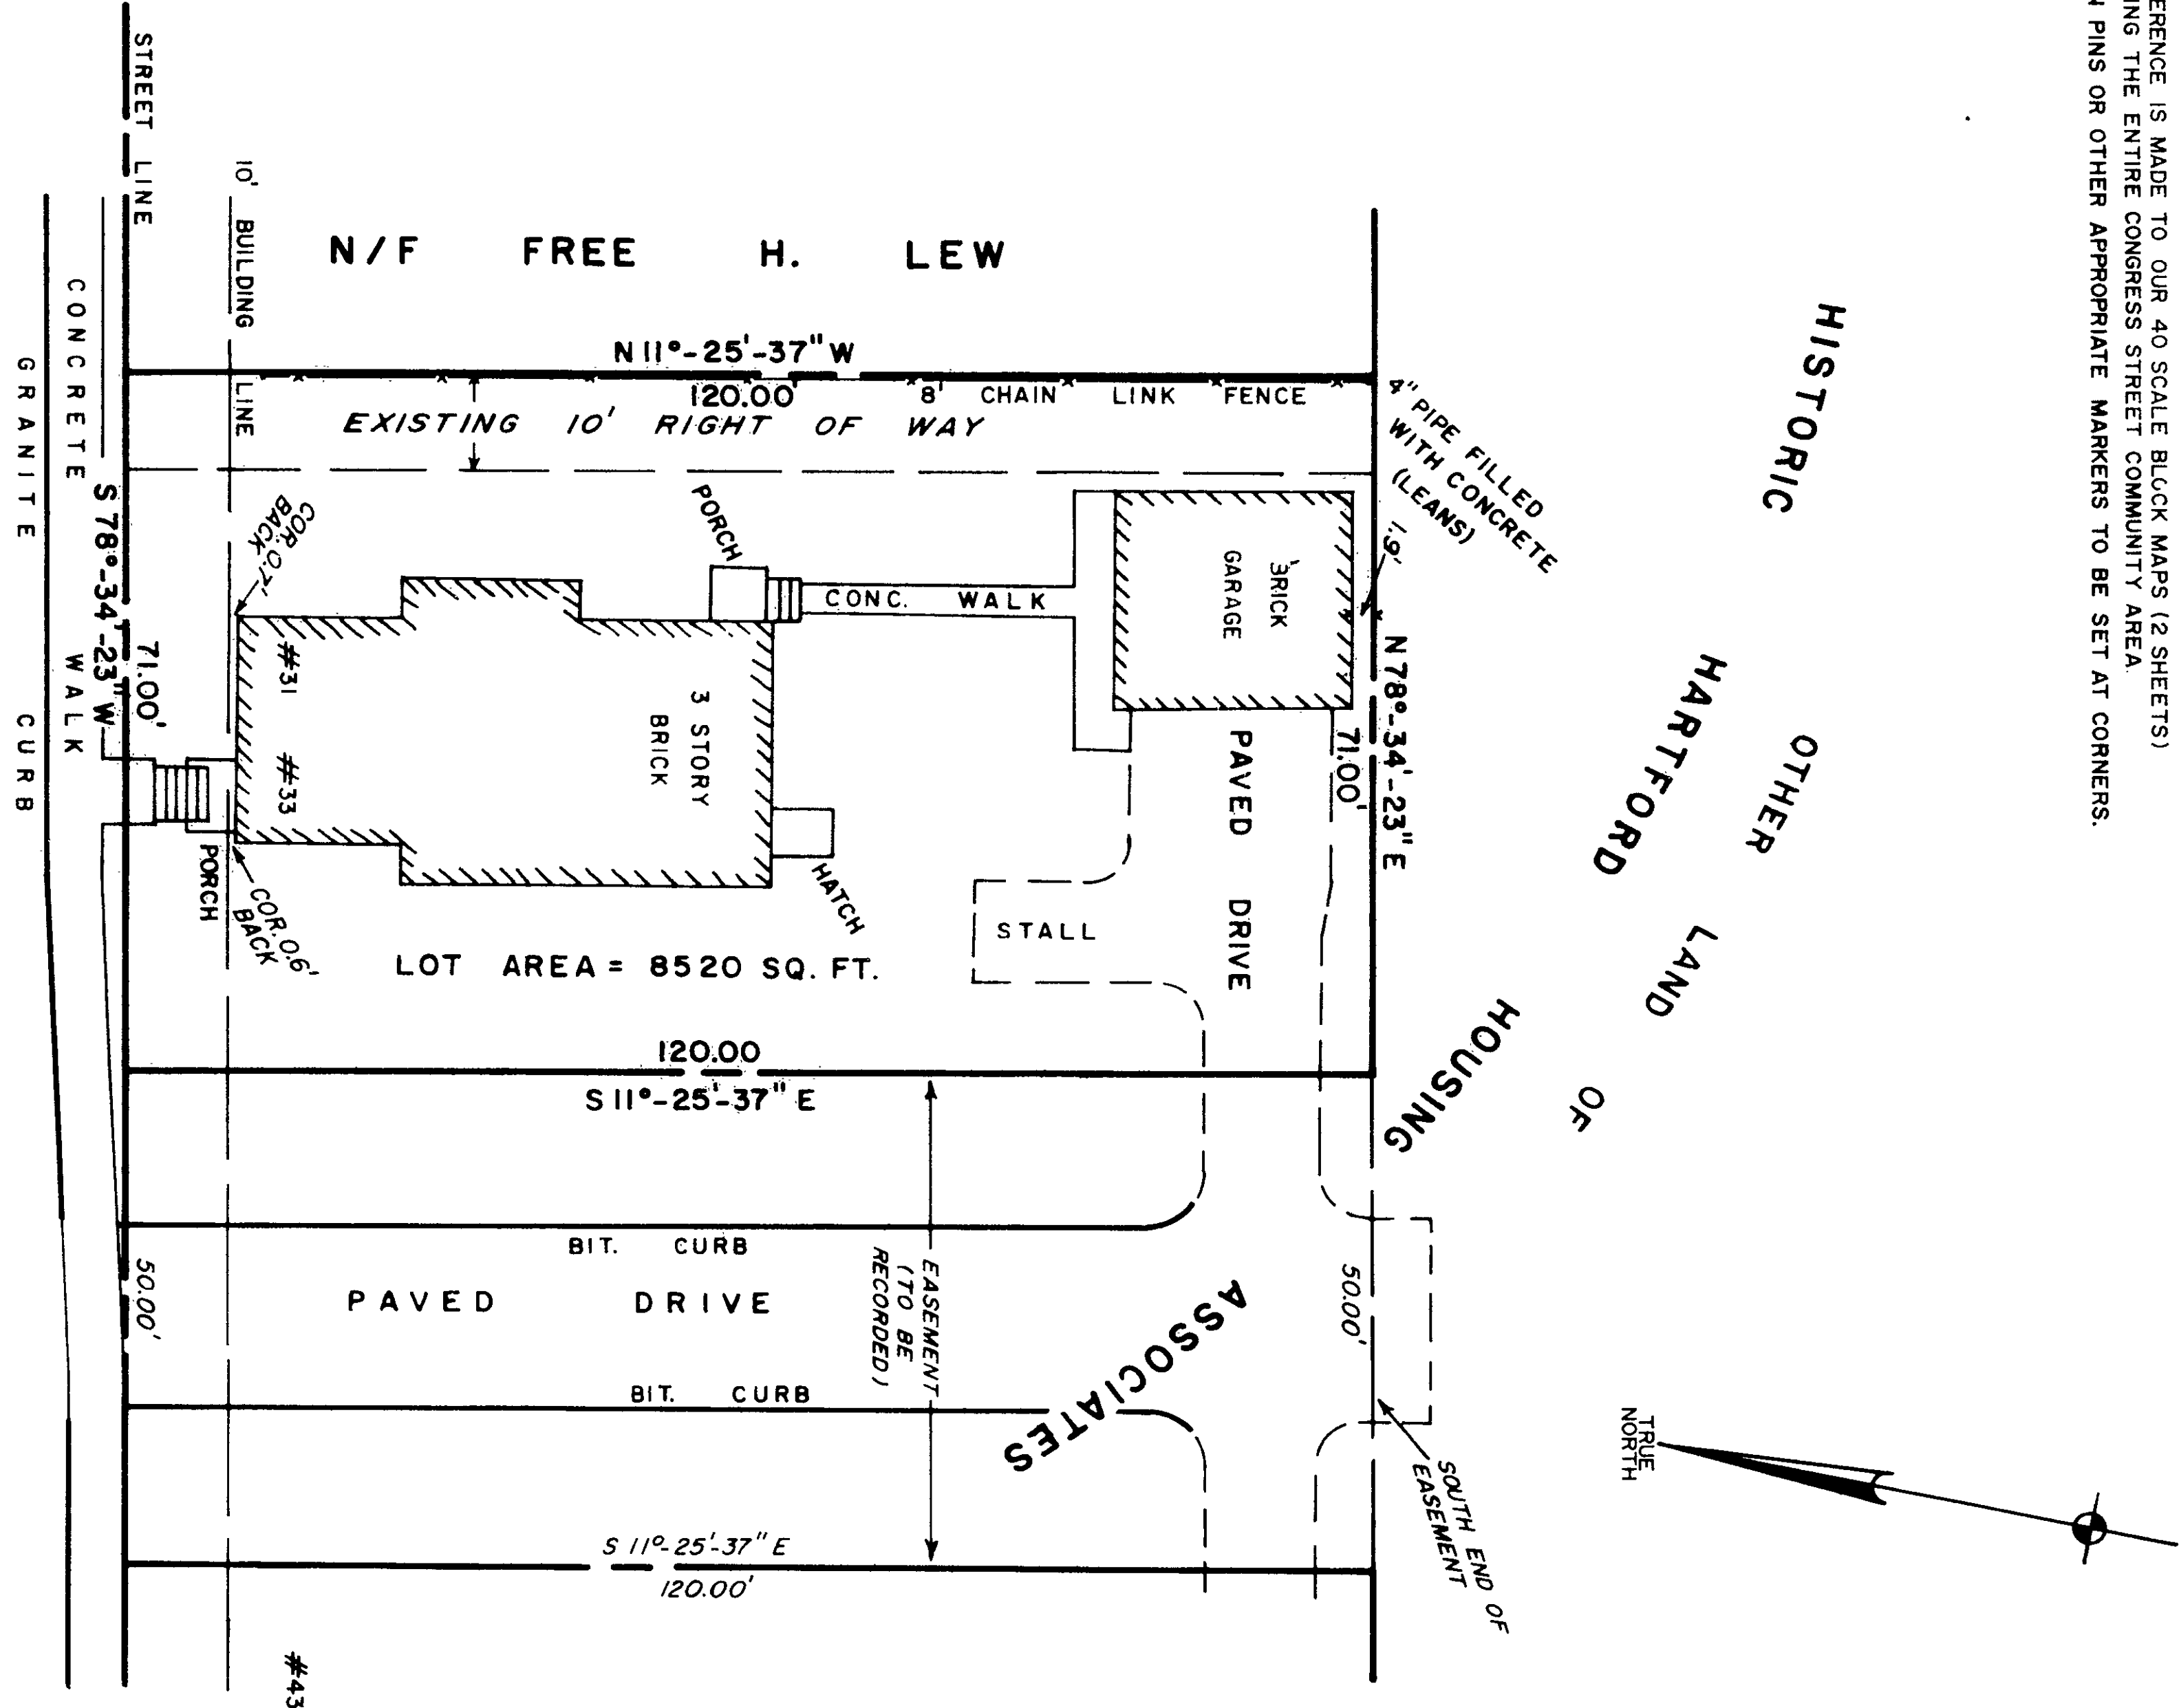 ERENCE IS MADE TO OUR 40 SCALE BLOCK MAPS (2 SHEETS)
ING THE ENTIRE CONGRESS STREET COMMUNITY AREA.
N PINS OR OTHER APPROPRIATE MARKERS TO BE SET AT CORNERS.
STREET LINE
10' BUILDING LINE
CONCRETE WALK
GRANITE CURB
N/F FREE H. LEW
N 11°-25'-37" W
120.00
8' CHAIN LINK FENCE
EXISTING 10' RIGHT OF WAY
4" PIPE FILLED
WITH CONCRETE
(LEANS)
1.9'
HISTORIC HARTFORD HOUSING ASSOCIATES
OTHER LAND OF
S 78°-34'-23" W
71.00'
COR. 0.7'
BACK
PORCH
CONC. WALK
BRICK
GARAGE
N 78°-34'-23" E
71.00'
#31
#33
3 STORY
BRICK
PAVED DRIVE
PORCH
COR. 0.6'
BACK
HATCH
STALL
LOT AREA = 8520 SQ. FT.
120.00
S 11°-25'-37" E
BIT. CURB
50.00'
PAVED DRIVE
EASEMENT
(TO BE
RECORDED)
50.00'
BIT. CURB
SOUTH END OF
EASEMENT
TRUE
NORTH
S 11°-25'-37" E
120.00'
#43